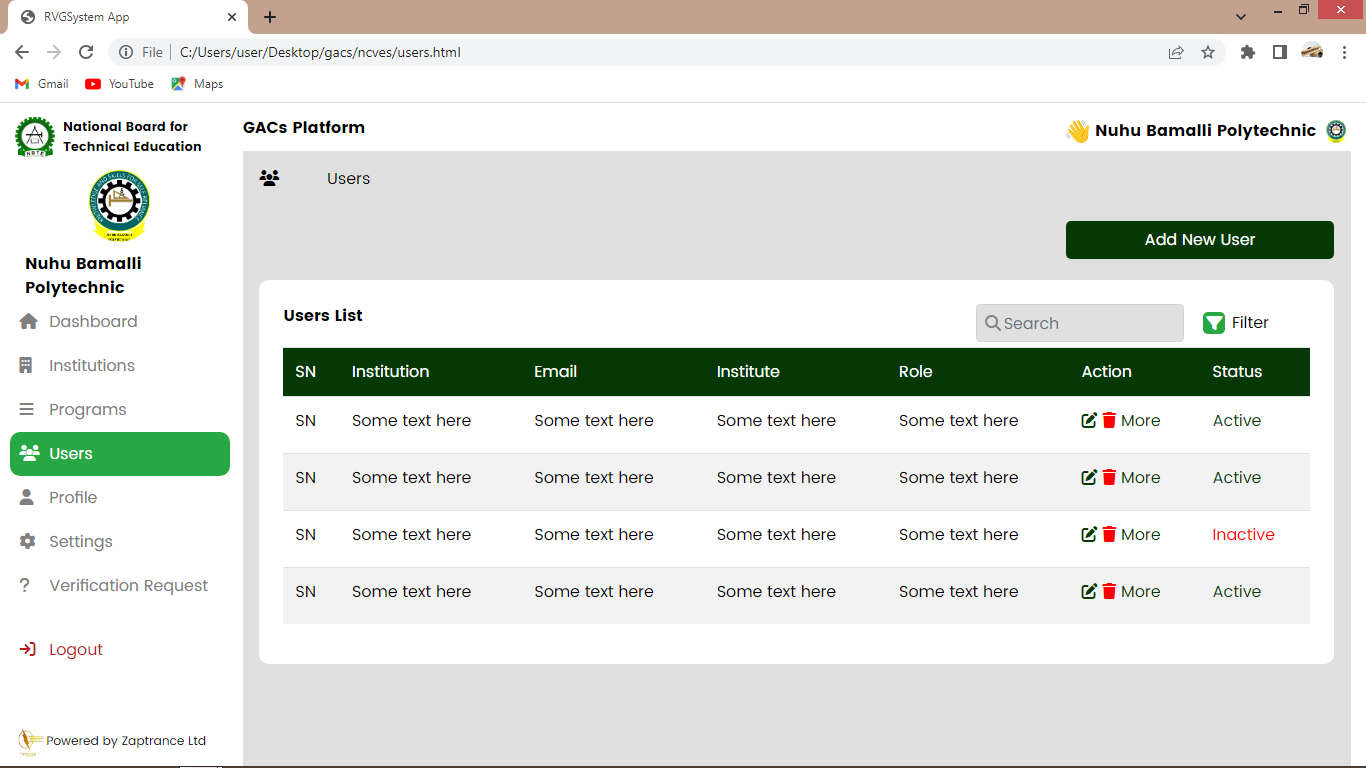 RVGSystem App
File
C:/Users/user/Desktop/gacs/ncves/users.html
Gmail
YouTube
Maps
National Board for
Technical Education
Nuhu Bamalli
Polytechnic
Dashboard
Institutions
Programs
Users
Profile
Settings
? Verification Request
Logout
Powered by Zaptrance Ltd
GACs Platform
Nuhu Bamalli Polytechnic
Users
Add New User
Users List
Search
Filter
SN Institution Email Institute Role Action Status
SN Some text here Some text here Some text here Some text here More Active
SN Some text here Some text here Some text here Some text here More Active
SN Some text here Some text here Some text here Some text here More Inactive
SN Some text here Some text here Some text here Some text here More Active